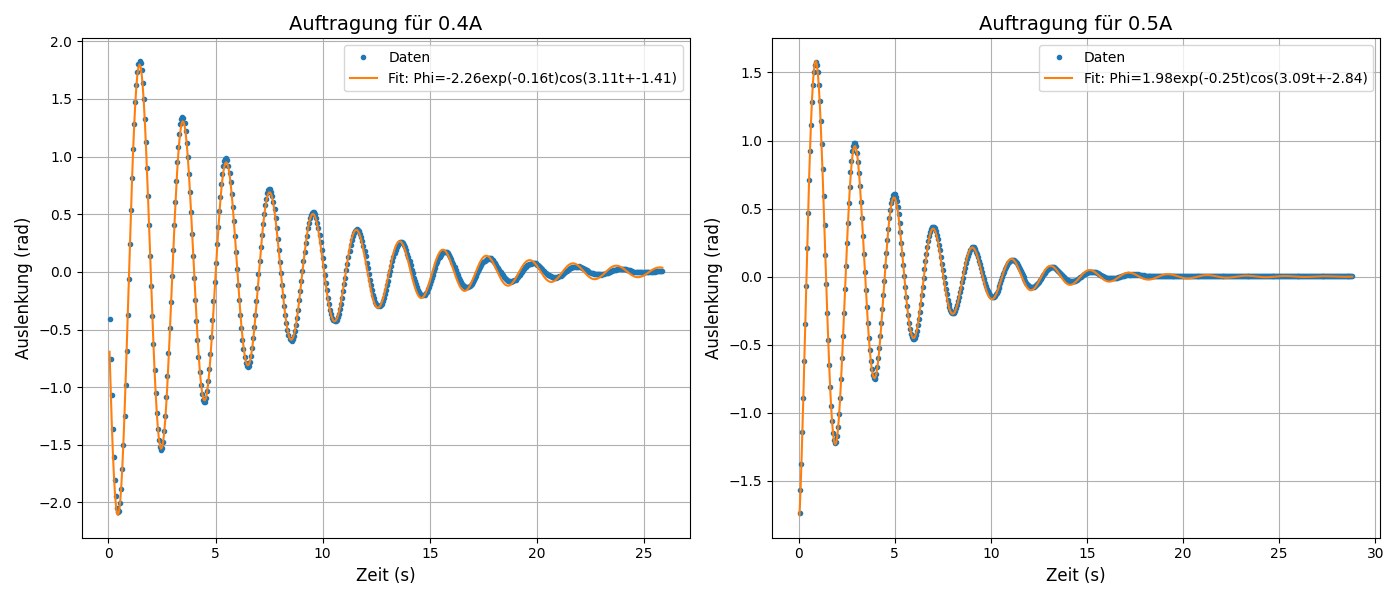 Auftragung für 0.4A
Auslenkung (rad)
2.0
1.5
1.0
0.5
0.0
−0.5
−1.0
−1.5
−2.0
Daten
Fit: Phi=-2.26exp(-0.16t)cos(3.11t+-1.41)
0 5 10 15 20 25
Zeit (s)
Auftragung für 0.5A
Auslenkung (rad)
1.5
1.0
0.5
0.0
−0.5
−1.0
−1.5
Daten
Fit: Phi=1.98exp(-0.25t)cos(3.09t+-2.84)
0 5 10 15 20 25 30
Zeit (s)